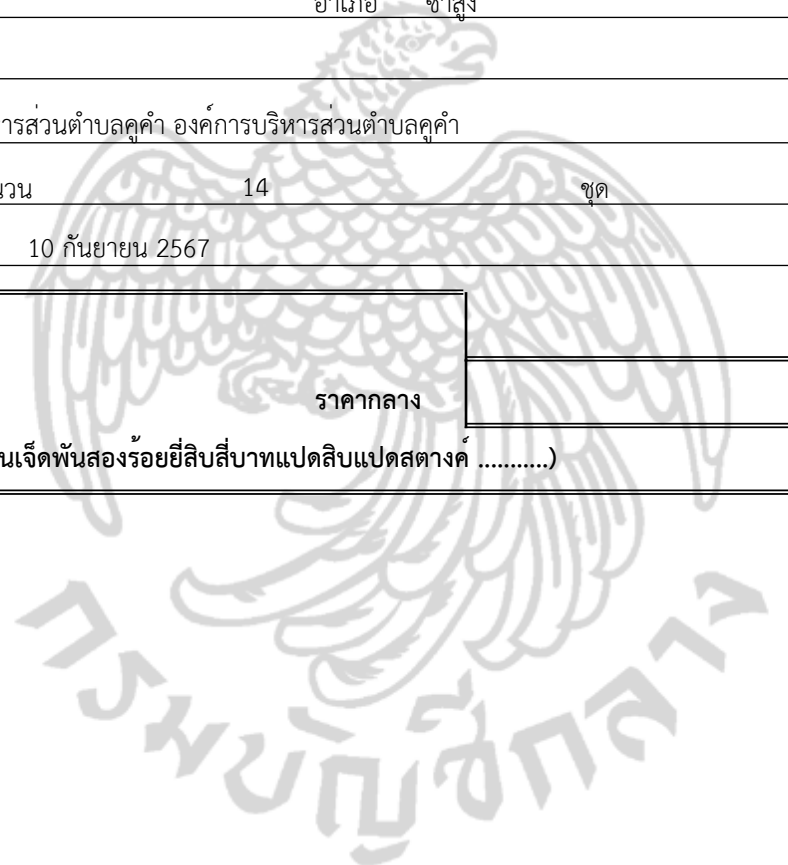 อำเภอ ซำสูง
ารส่วนตำบลคูคำ องค์การบริหารส่วนตำบลคูคำ
นวน 14 ชุด
10 กันยายน 2567
ราคากลาง
นเจ็ดพันสองร้อยยี่สิบสี่บาทแปดสิบแปดสตางค์ ...........)
กรมบัญชีกลาง